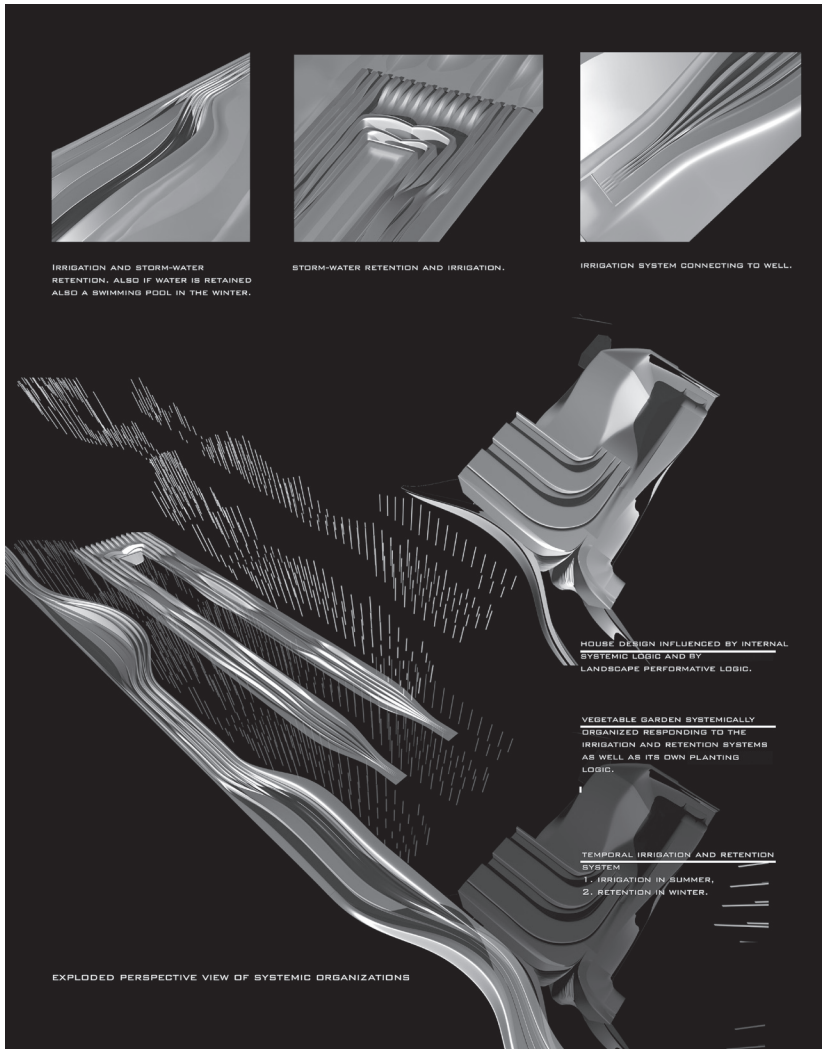 IRRIGATION AND STORM-WATER
RETENTION, ALSO IF WATER IS RETAINED
ALSO A SWIMMING POOL IN THE WINTER.
STORM-WATER RETENTION AND IRRIGATION.
IRRIGATION SYSTEM CONNECTING TO WELL.
HOUSE DESIGN INFLUENCED BY INTERNAL
SYSTEMIC LOGIC AND BY
LANDSCAPE PERFORMATIVE LOGIC.
VEGETABLE GARDEN SYSTEMICALLY
ORGANIZED RESPONDING TO THE
IRRIGATION AND RETENTION SYSTEMS
AS WELL AS ITS OWN PLANTING
LOGIC.
TEMPORAL IRRIGATION AND RETENTION
SYSTEM
1. IRRIGATION IN SUMMER,
2. RETENTION IN WINTER.
EXPLODED PERSPECTIVE VIEW OF SYSTEMIC ORGANIZATIONS